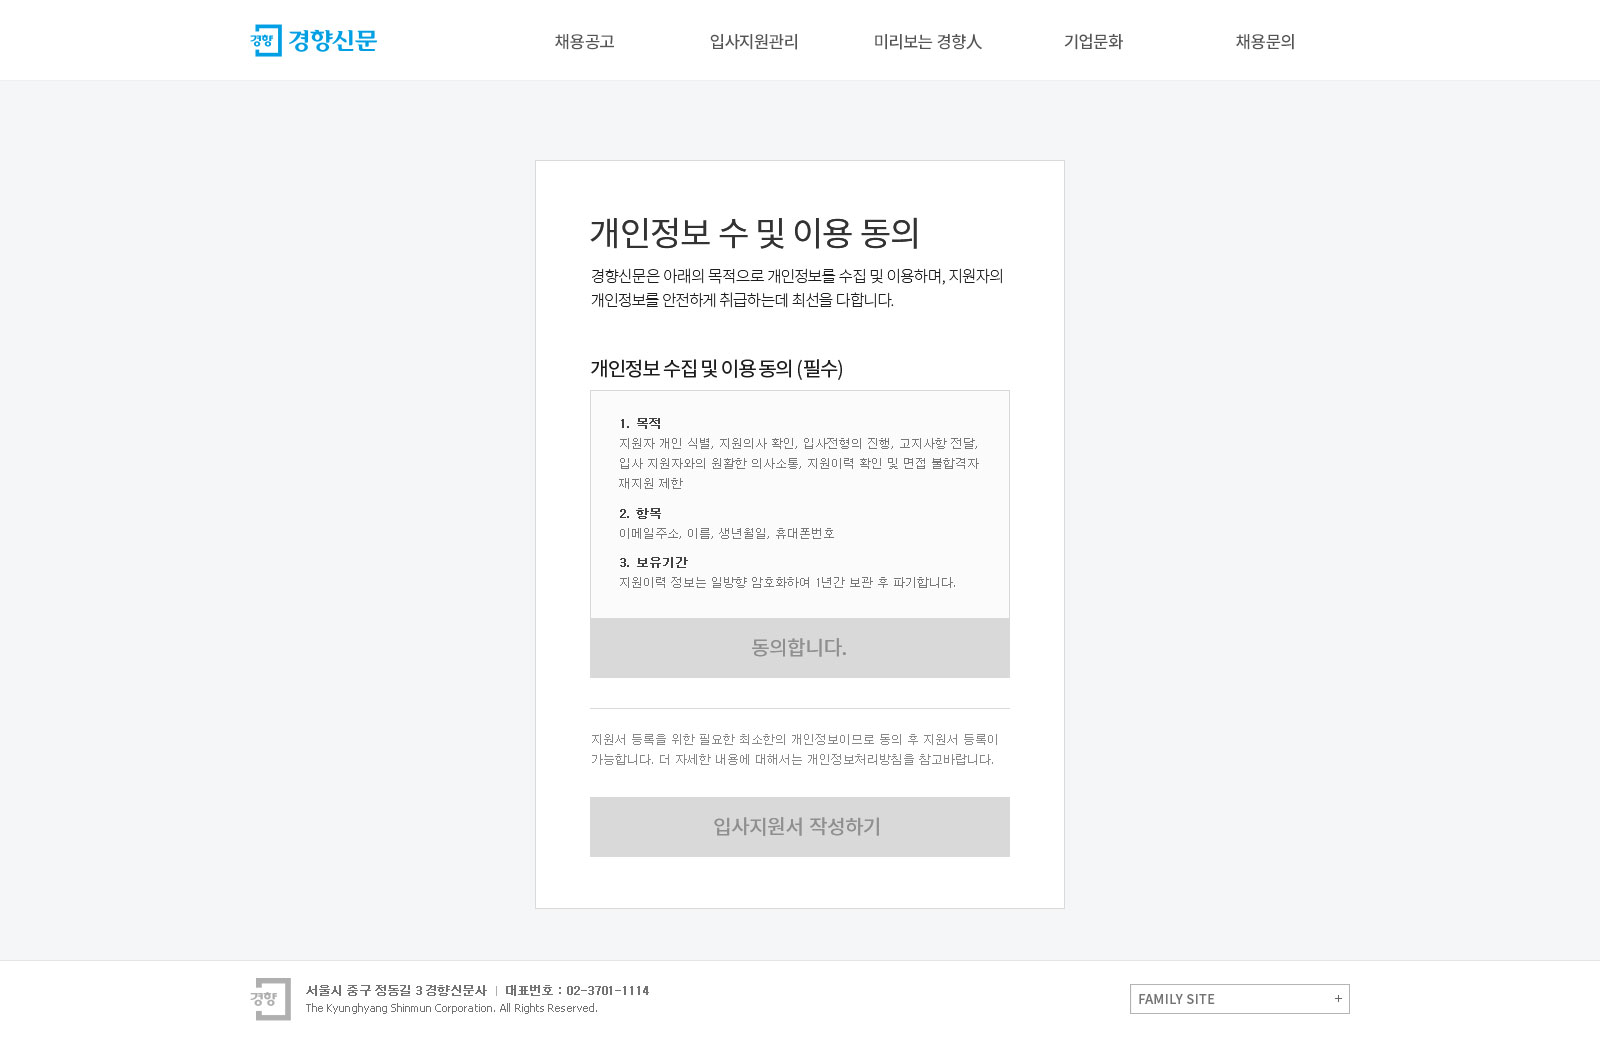 경향 경향신문
채용공고 입사지원관리 미리보는 경향人 기업문화 채용문의
개인정보 수 및 이용 동의
경향신문은 아래의 목적으로 개인정보를 수집 및 이용하며, 지원자의
개인정보를 안전하게 취급하는데 최선을 다합니다.
개인정보 수집 및 이용 동의 (필수)
1. 목적
지원자 개인 식별, 지원의사 확인, 입사전형의 진행, 고지사항 전달,
입사 지원자와의 원활한 의사소통, 지원이력 확인 및 면접 불합격자
재지원 제한
2. 항목
이메일주소, 이름, 생년월일, 휴대폰번호
3. 보유기간
지원이력 정보는 일방향 암호화하여 1년간 보관 후 파기합니다.
동의합니다.
지원서 등록을 위한 필요한 최소한의 개인정보이므로 동의 후 지원서 등록이
가능합니다. 더 자세한 내용에 대해서는 개인정보처리방침을 참고바랍니다.
입사지원서 작성하기
경향
서울시 중구 정동길 3 경향신문사 | 대표번호 : 02-3701-1114
The Kyunghyang Shinmun Corporation. All Rights Reserved.
FAMILY SITE +